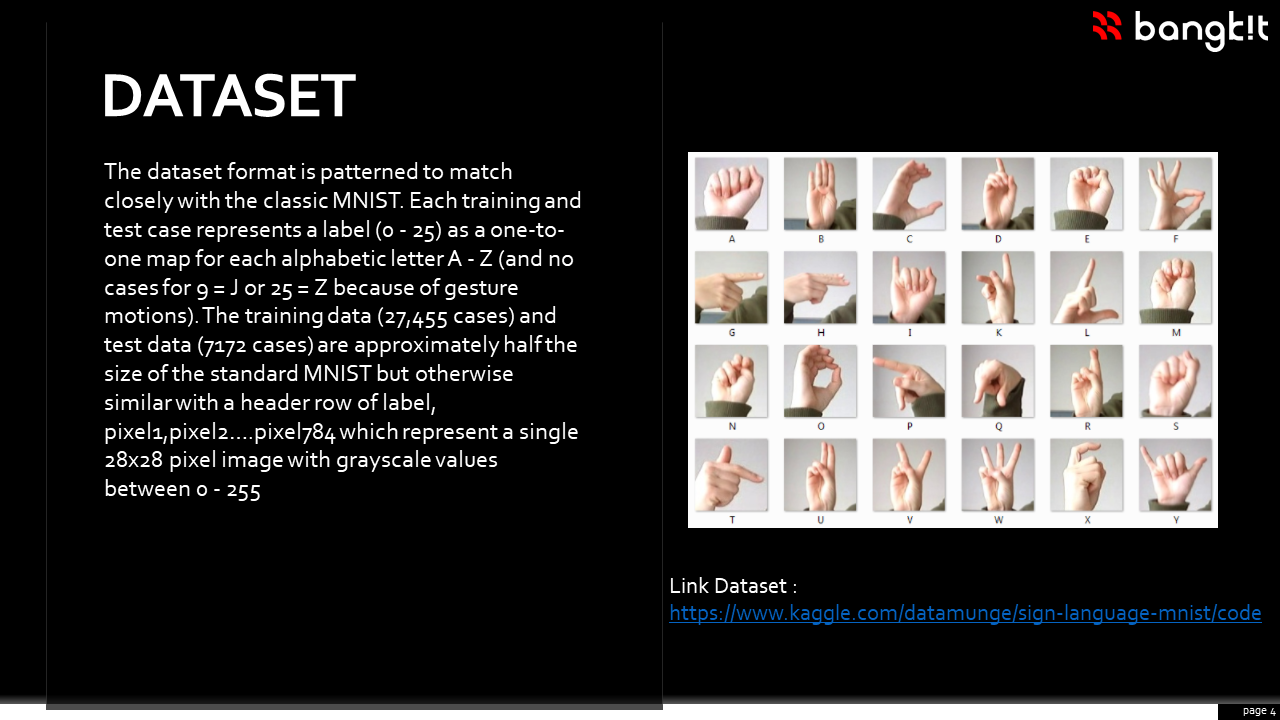 bangk!t
DATASET
The dataset format is patterned to match
closely with the classic MNIST. Each training and
test case represents a label (0 - 25) as a one-to-
one map for each alphabetic letter A - Z (and no
cases for 9 = J or 25 = Z because of gesture
motions). The training data (27,455 cases) and
test data (7172 cases) are approximately half the
size of the standard MNIST but otherwise
similar with a header row of label,
pixel1,pixel2....pixel784 which represent a single
28x28 pixel image with grayscale values
between 0 - 255
A B C D E F
G H I K L M
N O P Q R S
T U V W X Y
Link Dataset :
https://www.kaggle.com/datamunge/sign-language-mnist/code
page 4